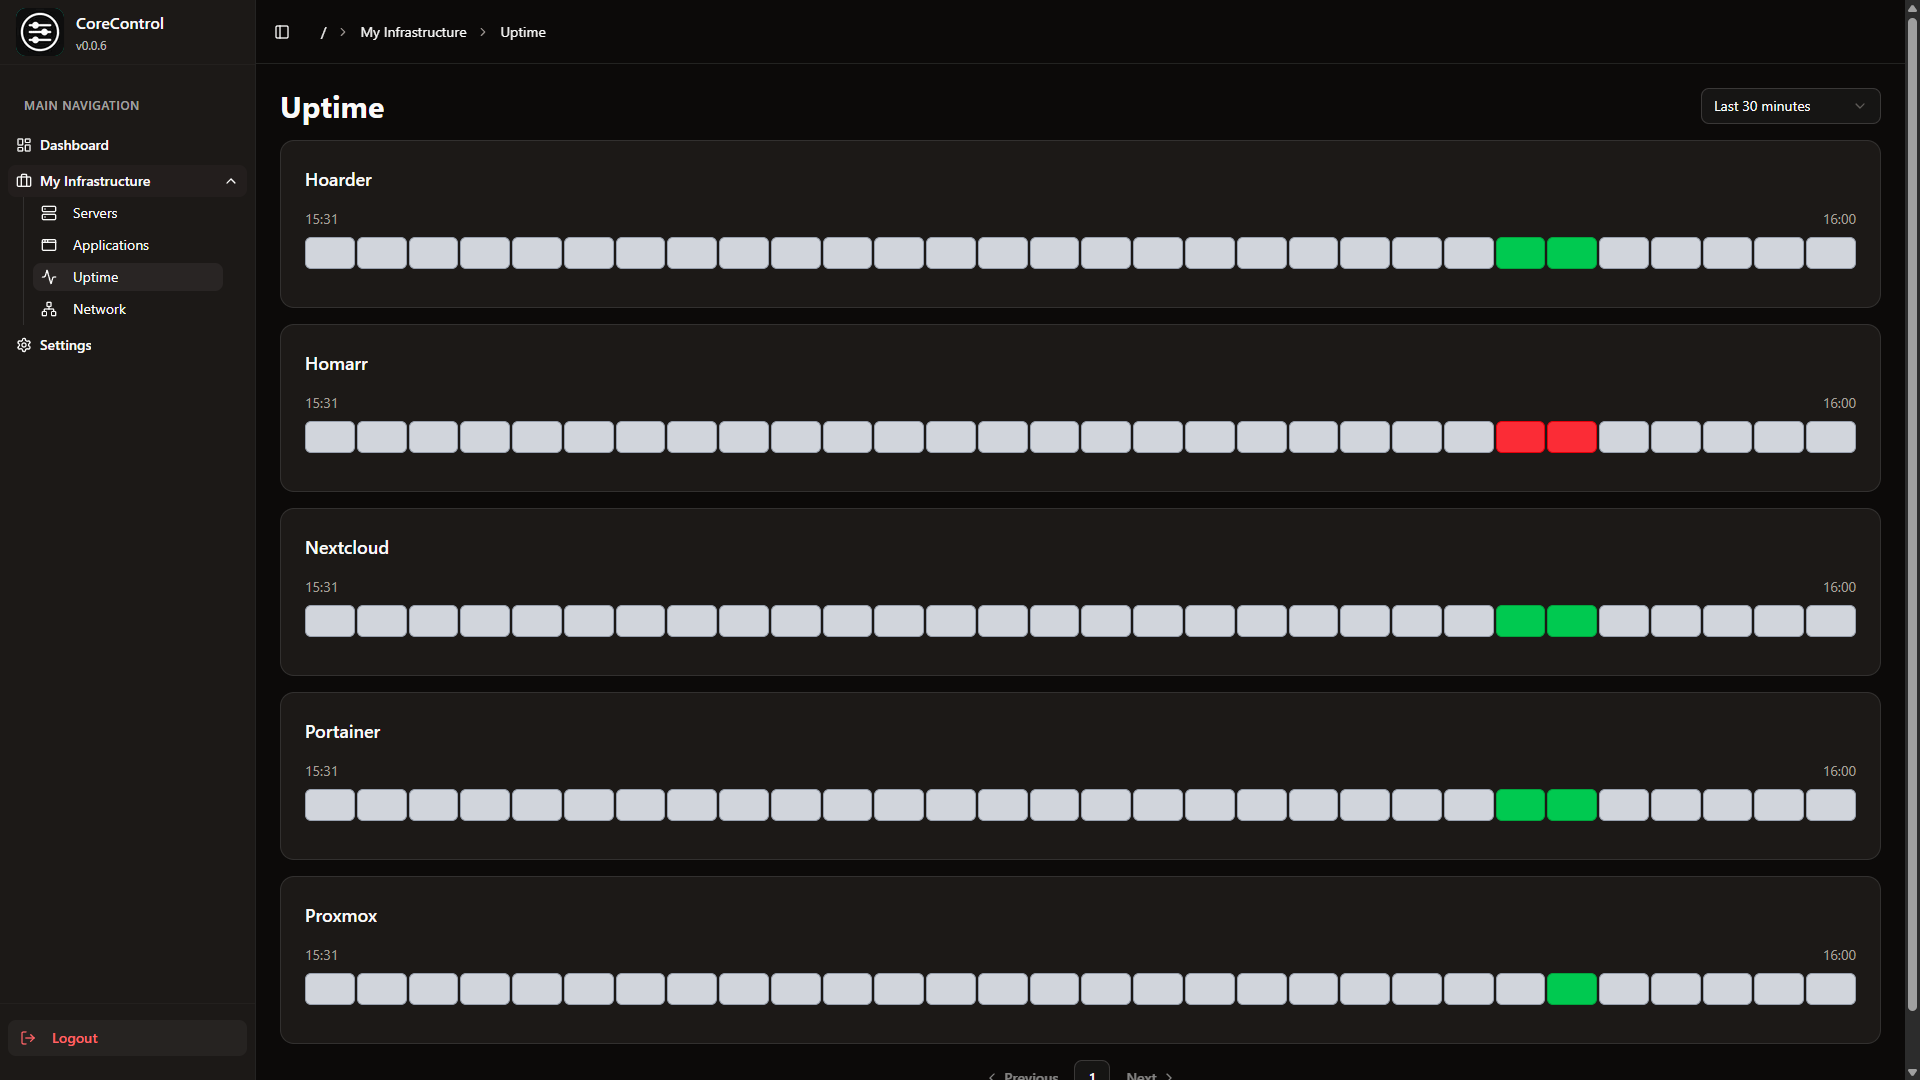 CoreControl
v0.0.6
MAIN NAVIGATION
Dashboard
My Infrastructure
Servers
Applications
Uptime
Network
Settings
Logout
/ > My Infrastructure > Uptime
Uptime
Last 30 minutes
Hoarder
15:31 16:00
Homarr
15:31 16:00
Nextcloud
15:31 16:00
Portainer
15:31 16:00
Proxmox
15:31 16:00
Previous 1 Next